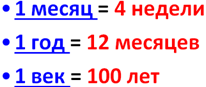 • 1 месяц = 4 недели
• 1 год = 12 месяцев
• 1 век = 100 лет